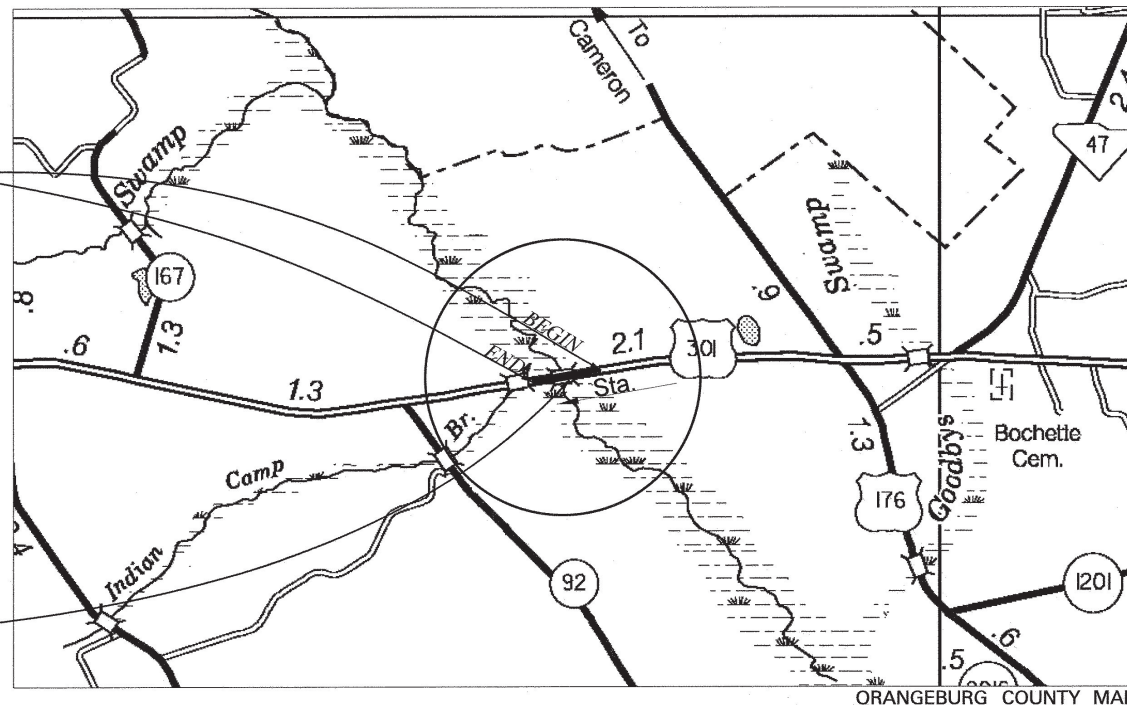 To
Cameron
Swamp
47
167
.8
.6
1.3
1.3
BEGIN
END
2.1
301
Sta.
.9
Swamp
.5
Br.
Camp
Indian
92
1.3
176
Goodbys
Bochette
Cem.
1201
.6
.5
ORANGEBURG COUNTY MAP